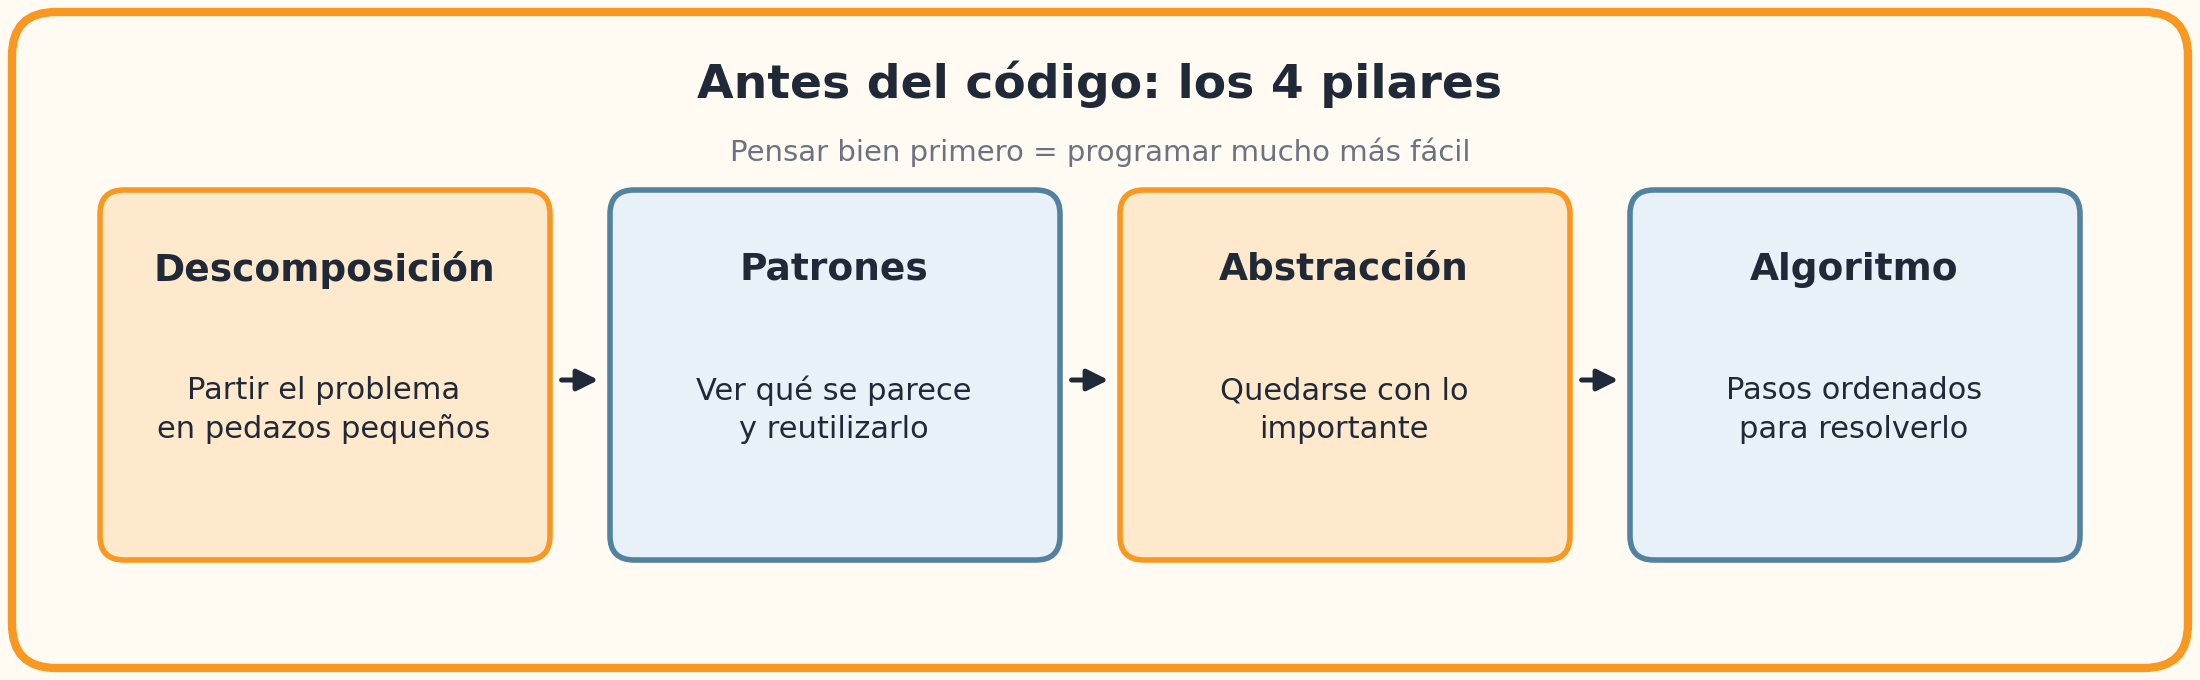 Antes del código: los 4 pilares
Pensar bien primero = programar mucho más fácil
Descomposición
Partir el problema
en pedazos pequeños
Patrones
Ver qué se parece
y reutilizarlo
Abstracción
Quedarse con lo
importante
Algoritmo
Pasos ordenados
para resolverlo